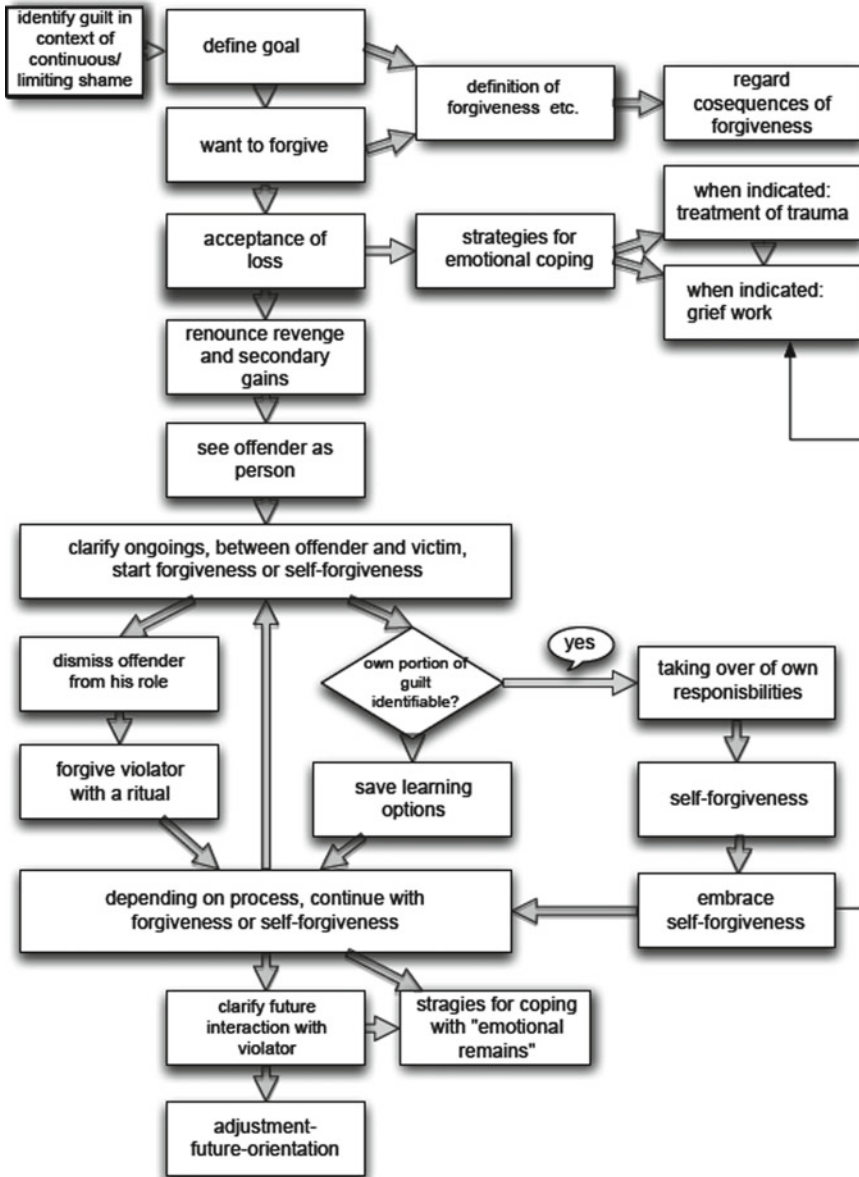 identify guilt in
context of
continuous/
limiting shame
define goal
definition of
forgiveness etc.
regard
cosequences of
forgiveness
want to forgive
when indicated:
treatment of trauma
acceptance of
loss
strategies for
emotional coping
when indicated:
grief work
renounce revenge
and secondary
gains
see offender as
person
clarify ongoings, between offender and victim,
start forgiveness or self-forgiveness
dismiss offender
from his role
own portion of
guilt
identifiable?
yes
taking over of own
responisbilities
forgive violator
with a ritual
save learning
options
self-forgiveness
depending on process, continue with
forgiveness or self-forgiveness
embrace
self-forgiveness
clarify future
interaction with
violator
stragies for coping
with "emotional
remains"
adjustment-
future-orientation